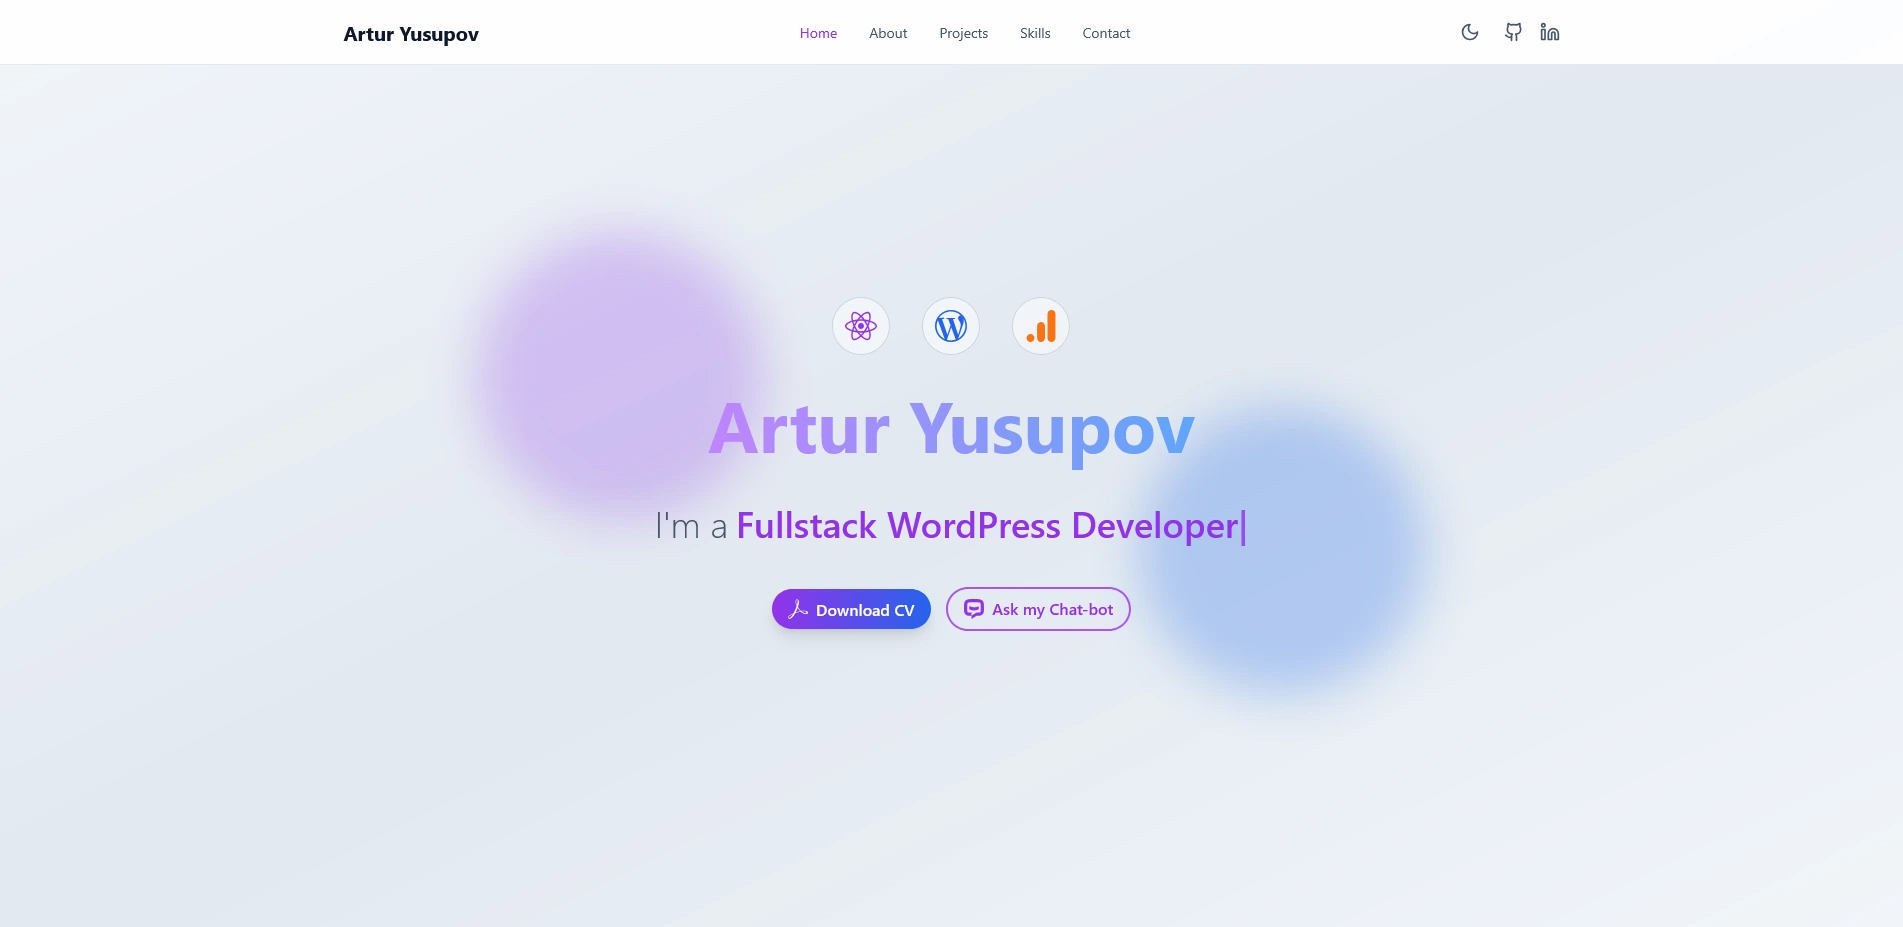 Artur Yusupov
Home About Projects Skills Contact
Artur Yusupov
I'm a Fullstack WordPress Developer|
Download CV
Ask my Chat-bot